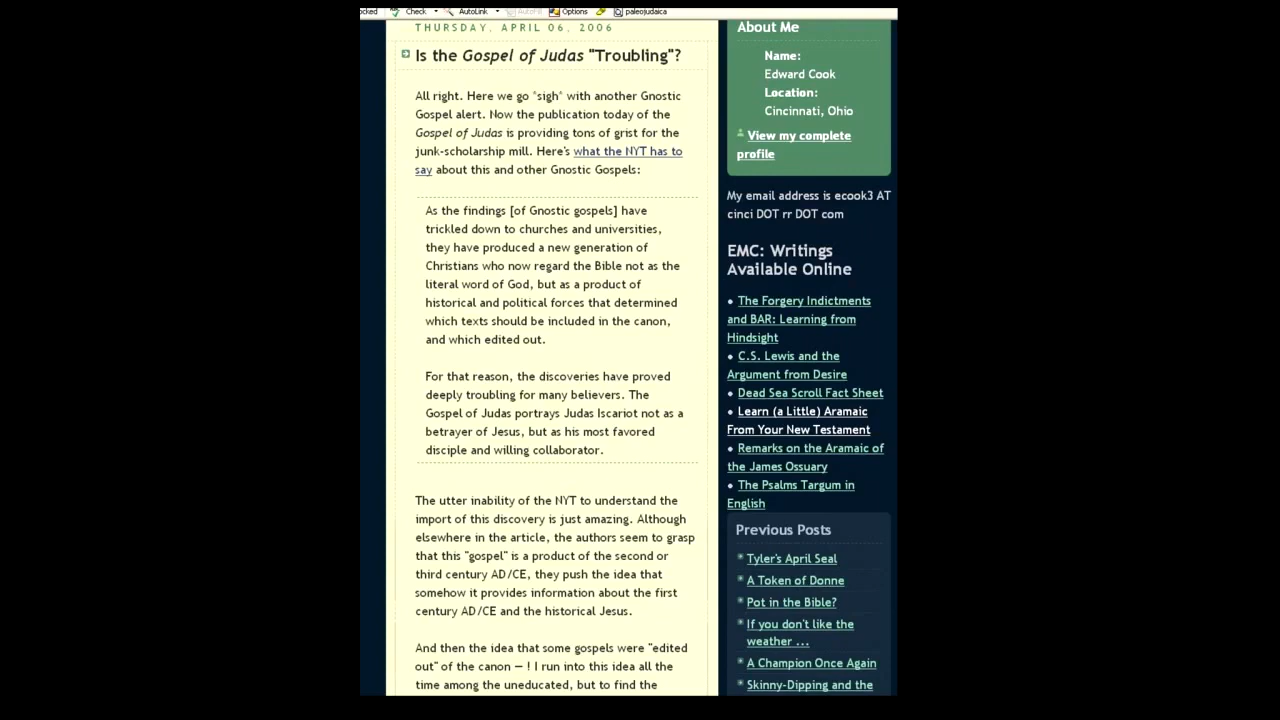 ocked Check AutoLink AutoFill Options paleojudaica
THURSDAY, APRIL 06, 2006
Is the Gospel of Judas "Troubling"?
All right. Here we go *sigh* with another Gnostic
Gospel alert. Now the publication today of the
Gospel of Judas is providing tons of grist for the
junk-scholarship mill. Here's what the NYT has to
say about this and other Gnostic Gospels:
As the findings [of Gnostic gospels] have
trickled down to churches and universities,
they have produced a new generation of
Christians who now regard the Bible not as the
literal word of God, but as a product of
historical and political forces that determined
which texts should be included in the canon,
and which edited out.
For that reason, the discoveries have proved
deeply troubling for many believers. The
Gospel of Judas portrays Judas Iscariot not as a
betrayer of Jesus, but as his most favored
disciple and willing collaborator.
The utter inability of the NYT to understand the
import of this discovery is just amazing. Although
elsewhere in the article, the authors seem to grasp
that this "gospel" is a product of the second or
third century AD/CE, they push the idea that
somehow it provides information about the first
century AD/CE and the historical Jesus.
And then the idea that some gospels were "edited
out" of the canon — ! I run into this idea all the
time among the uneducated, but to find the
About Me
Name:
Edward Cook
Location:
Cincinnati, Ohio
View my complete
profile
My email address is ecook3 AT
cinci DOT rr DOT com
EMC: Writings
Available Online
• The Forgery Indictments
and BAR: Learning from
Hindsight
• C.S. Lewis and the
Argument from Desire
• Dead Sea Scroll Fact Sheet
• Learn (a Little) Aramaic
From Your New Testament
• Remarks on the Aramaic of
the James Ossuary
• The Psalms Targum in
English
Previous Posts
Tyler's April Seal
A Token of Donne
Pot in the Bible?
If you don't like the
weather ...
A Champion Once Again
Skinny-Dipping and the